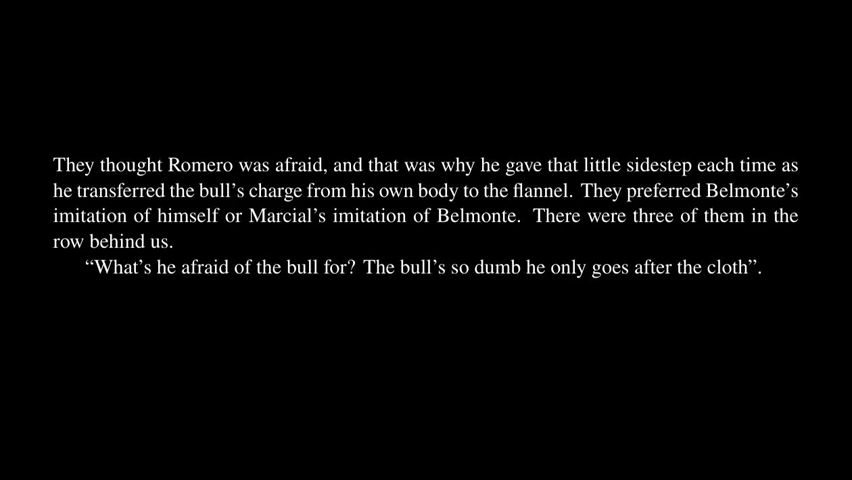 They thought Romero was afraid, and that was why he gave that little sidestep each time as
he transferred the bull’s charge from his own body to the flannel. They preferred Belmonte’s
imitation of himself or Marcial’s imitation of Belmonte. There were three of them in the
row behind us.
“What’s he afraid of the bull for? The bull’s so dumb he only goes after the cloth”.